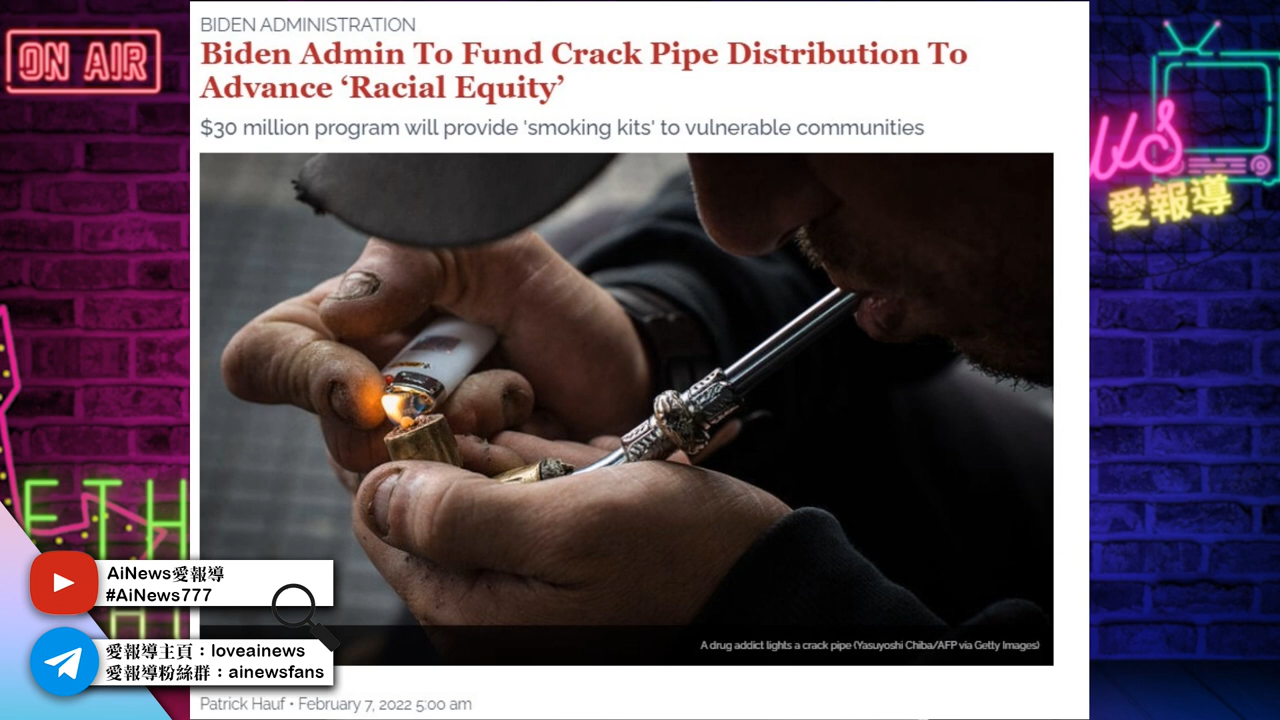 ON AIR
BIDEN ADMINISTRATION
Biden Admin To Fund Crack Pipe Distribution To
Advance ‘Racial Equity’
$30 million program will provide 'smoking kits' to vulnerable communities
愛報導
ETH
A drug addict lights a crack pipe (Yasuyoshi Chiba/AFP via Getty Images)
AiNews愛報導
#AiNews777
愛報導主頁：loveainews
愛報導粉絲群：ainewsfans
Patrick Hauf • February 7, 2022 5:00 am